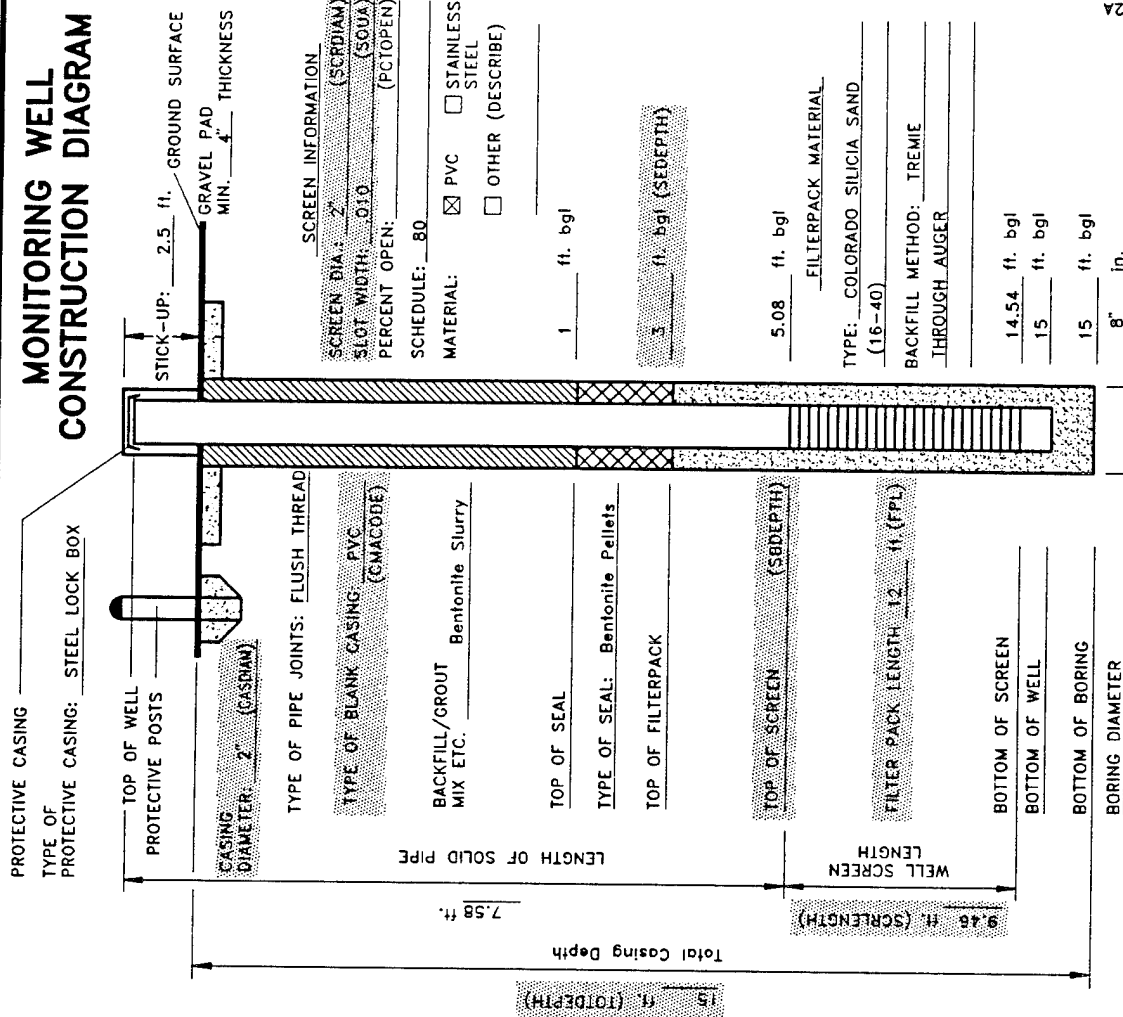 MONITORING WELL
CONSTRUCTION DIAGRAM
PROTECTIVE CASING
TYPE OF
PROTECTIVE CASING: STEEL LOCK BOX
TOP OF WELL
PROTECTIVE POSTS
STICK-UP: 2.5 ft.
GROUND SURFACE
GRAVEL PAD
MIN. 4" THICKNESS
CASING
DIAMETER: 2" (CASDIAM)
TYPE OF PIPE JOINTS: FLUSH THREAD
TYPE OF BLANK CASING: PVC
(CMACODE)
BACKFILL/GROUT
MIX ETC. Bentonite Slurry
TOP OF SEAL
TYPE OF SEAL: Bentonite Pellets
TOP OF FILTERPACK
TOP OF SCREEN (SBDEPTH)
FILTER PACK LENGTH 12 ft. (FPL)
BOTTOM OF SCREEN
BOTTOM OF WELL
BOTTOM OF BORING
BORING DIAMETER
SCREEN INFORMATION
SCREEN DIA.: 2" (SCRDIAM)
SLOT WIDTH: .010 (SOUA)
PERCENT OPEN: (PCTOPEN)
SCHEDULE: 80
MATERIAL: PVC STAINLESS
STEEL
OTHER (DESCRIBE)
1 ft. bgl
3 ft. bgl (SEDEPTH)
5.08 ft. bgl
FILTERPACK MATERIAL
TYPE: COLORADO SILICIA SAND
(16-40)
BACKFILL METHOD: TREMIE
THROUGH AUGER
14.54 ft. bgl
15 ft. bgl
15 ft. bgl
8" in.
LENGTH OF SOLID PIPE
7.58 ft.
WELL SCREEN
LENGTH
9.46 ft. (SCRLENGTH)
Total Casing Depth
15 ft. (TOTDEPTH)